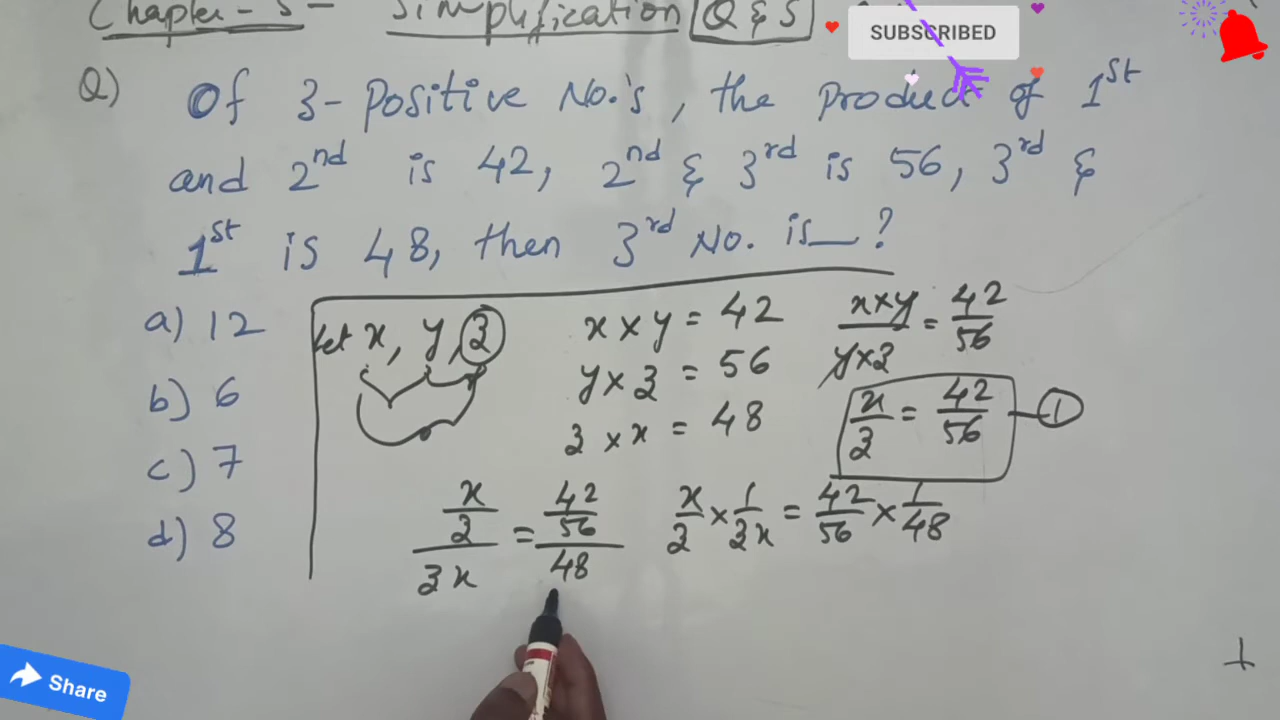 Chapter - 5 - Simplification Q & S
SUBSCRIBED
Q) Of 3- Positive No.'s, the product of 1st
and 2nd is 42, 2nd & 3rd is 56, 3rd &
1st is 48, then 3rd No. is __ ?
a) 12
b) 6
c) 7
d) 8
let x, y, z
x × y = 42
y × z = 56
z × x = 48
x×y/y×z = 42/56
x/z = 42/56 — 1
x/z / zx = 42/56 / 48
x/z × 1/zx = 42/56 × 1/48
Share